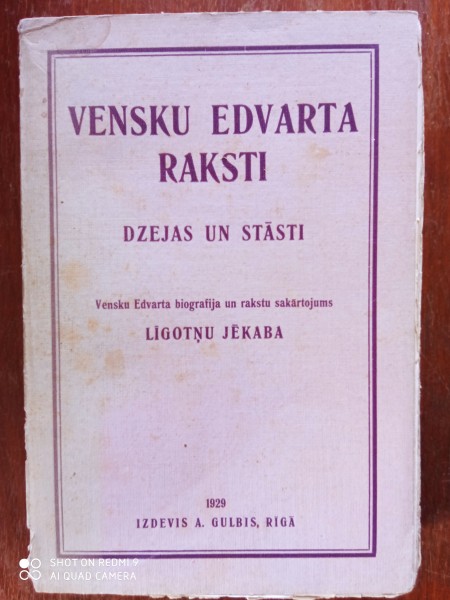 VENSKU EDVARTA
RAKSTI
DZEJAS UN STĀSTI
Vensku Edvarta biografija un rakstu sakārtojums
LĪGOTŅU JĒKABA
1929
IZDEVIS A. GULBIS, RĪGĀ
SHOT ON REDMI 9
AI QUAD CAMERA